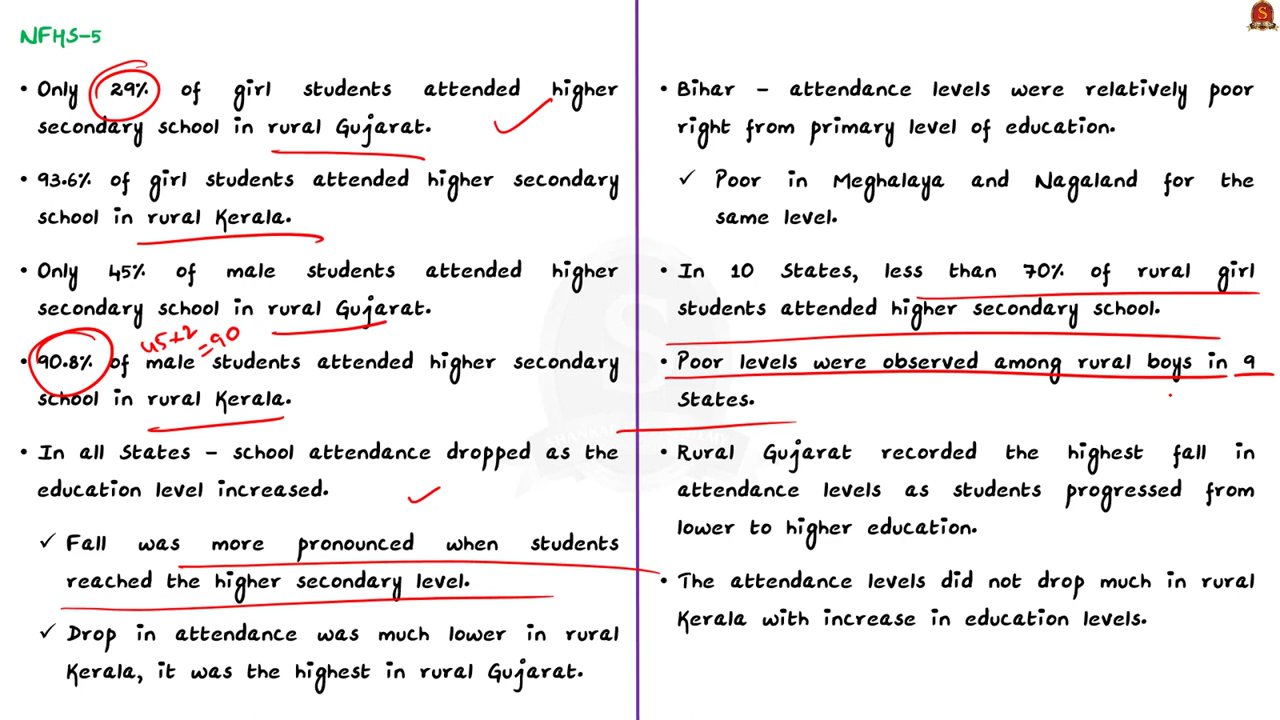 NFHS-5
• Only 29% of girl students attended higher
secondary school in rural Gujarat.
• 93.6% of girl students attended higher secondary
school in rural Kerala.
• Only 45% of male students attended higher
secondary school in rural Gujarat.
45×2
=90
• 90.8% of male students attended higher secondary
school in rural Kerala.
• In all States - school attendance dropped as the
education level increased.
✓ Fall was more pronounced when students
reached the higher secondary level.
✓ Drop in attendance was much lower in rural
Kerala, it was the highest in rural Gujarat.
• Bihar - attendance levels were relatively poor
right from primary level of education.
✓ Poor in Meghalaya and Nagaland for the
same level.
• In 10 States, less than 70% of rural girl
students attended higher secondary school.
• Poor levels were observed among rural boys in 9
States.
• Rural Gujarat recorded the highest fall in
attendance levels as students progressed from
lower to higher education.
• The attendance levels did not drop much in rural
Kerala with increase in education levels.